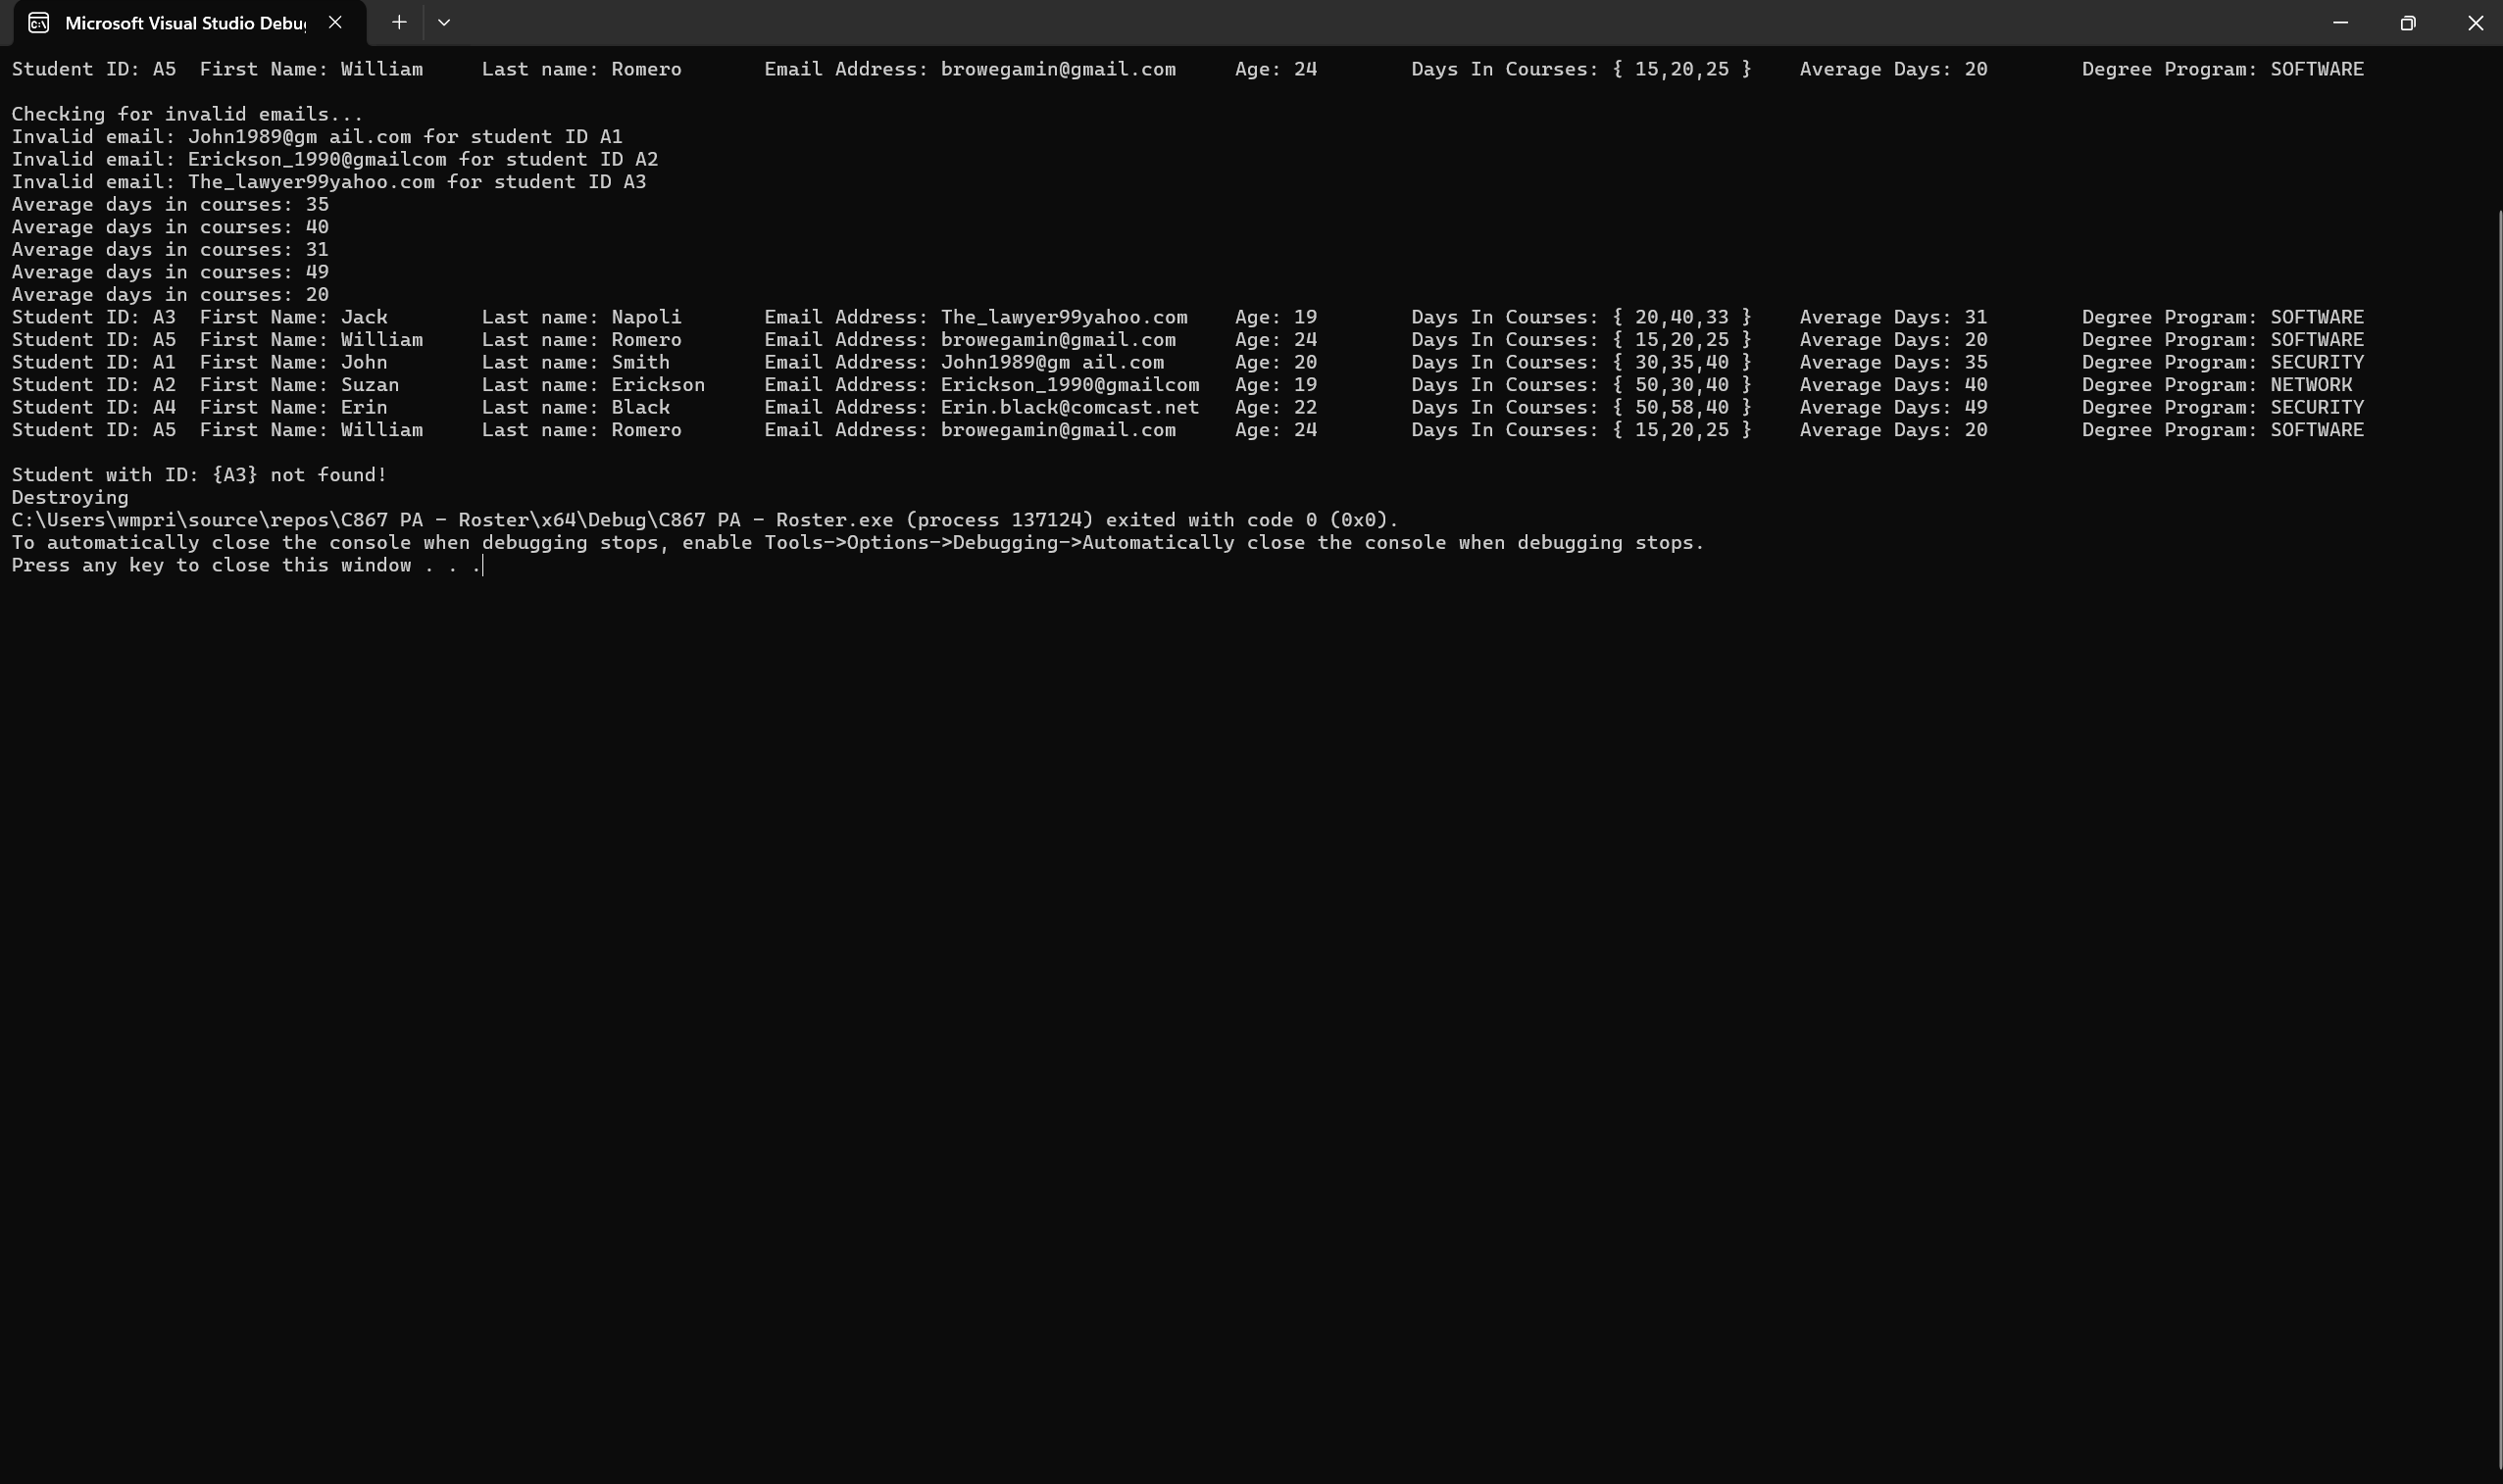 Microsoft Visual Studio Debu
Student ID: A5  First Name: William     Last name: Romero       Email Address: browegamin@gmail.com     Age: 24        Days In Courses: { 15,20,25 }    Average Days: 20        Degree Program: SOFTWARE
Checking for invalid emails...
Invalid email: John1989@gm ail.com for student ID A1
Invalid email: Erickson_1990@gmailcom for student ID A2
Invalid email: The_lawyer99yahoo.com for student ID A3
Average days in courses: 35
Average days in courses: 40
Average days in courses: 31
Average days in courses: 49
Average days in courses: 20
Student ID: A3  First Name: Jack        Last name: Napoli       Email Address: The_lawyer99yahoo.com    Age: 19        Days In Courses: { 20,40,33 }    Average Days: 31        Degree Program: SOFTWARE
Student ID: A5  First Name: William     Last name: Romero       Email Address: browegamin@gmail.com     Age: 24        Days In Courses: { 15,20,25 }    Average Days: 20        Degree Program: SOFTWARE
Student ID: A1  First Name: John        Last name: Smith        Email Address: John1989@gm ail.com      Age: 20        Days In Courses: { 30,35,40 }    Average Days: 35        Degree Program: SECURITY
Student ID: A2  First Name: Suzan       Last name: Erickson     Email Address: Erickson_1990@gmailcom   Age: 19        Days In Courses: { 50,30,40 }    Average Days: 40        Degree Program: NETWORK
Student ID: A4  First Name: Erin        Last name: Black        Email Address: Erin.black@comcast.net   Age: 22        Days In Courses: { 50,58,40 }    Average Days: 49        Degree Program: SECURITY
Student ID: A5  First Name: William     Last name: Romero       Email Address: browegamin@gmail.com     Age: 24        Days In Courses: { 15,20,25 }    Average Days: 20        Degree Program: SOFTWARE
Student with ID: {A3} not found!
Destroying
C:\Users\wmpri\source\repos\C867 PA - Roster\x64\Debug\C867 PA - Roster.exe (process 137124) exited with code 0 (0x0).
To automatically close the console when debugging stops, enable Tools->Options->Debugging->Automatically close the console when debugging stops.
Press any key to close this window . . .